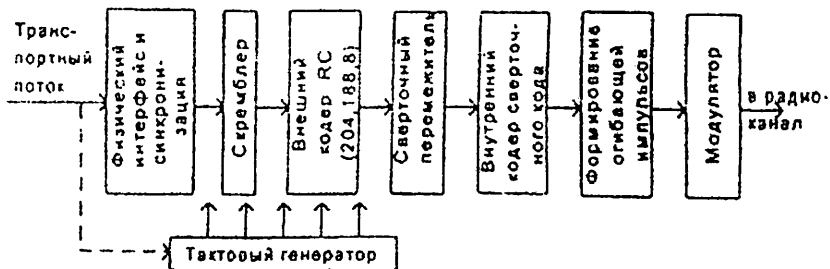 Транс-
портный
поток
Физический
интерфейс и
синхрони-
зация
Скремблер
Внешний
кодер RC
(204,188,8)
Сверточный
перемежитель
Внутренний
кодер сверточ-
ного кода
Формирование
огибающей
импульсов
Модулятор
в радио-
канал
Тактовый генератор